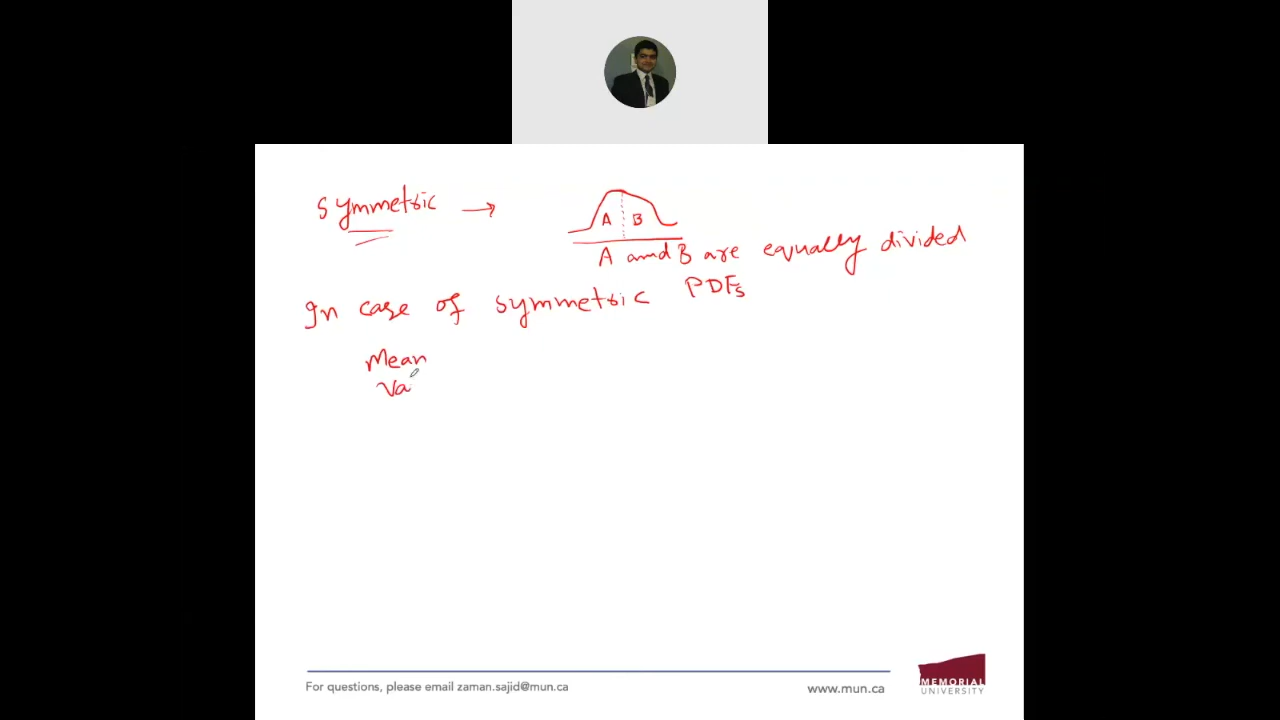 symmetric →
A B
A and B are equally divided
In case of symmetric PDFs
Mean
Va
For questions, please email zaman.sajid@mun.ca
www.mun.ca
MEMORIAL
UNIVERSITY